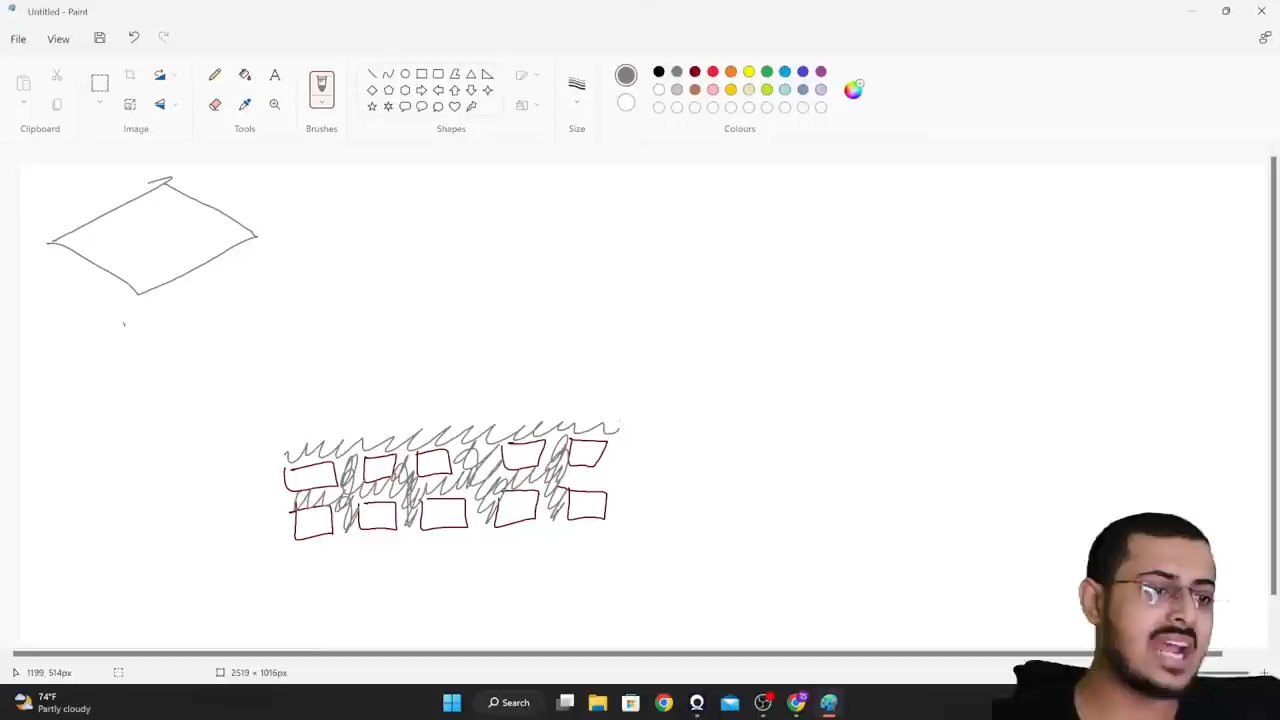 Untitled - Paint
File View
Clipboard Image Tools Brushes Shapes Size Colours
1199, 514px 2519 × 1016px
74°F
Partly cloudy
Search